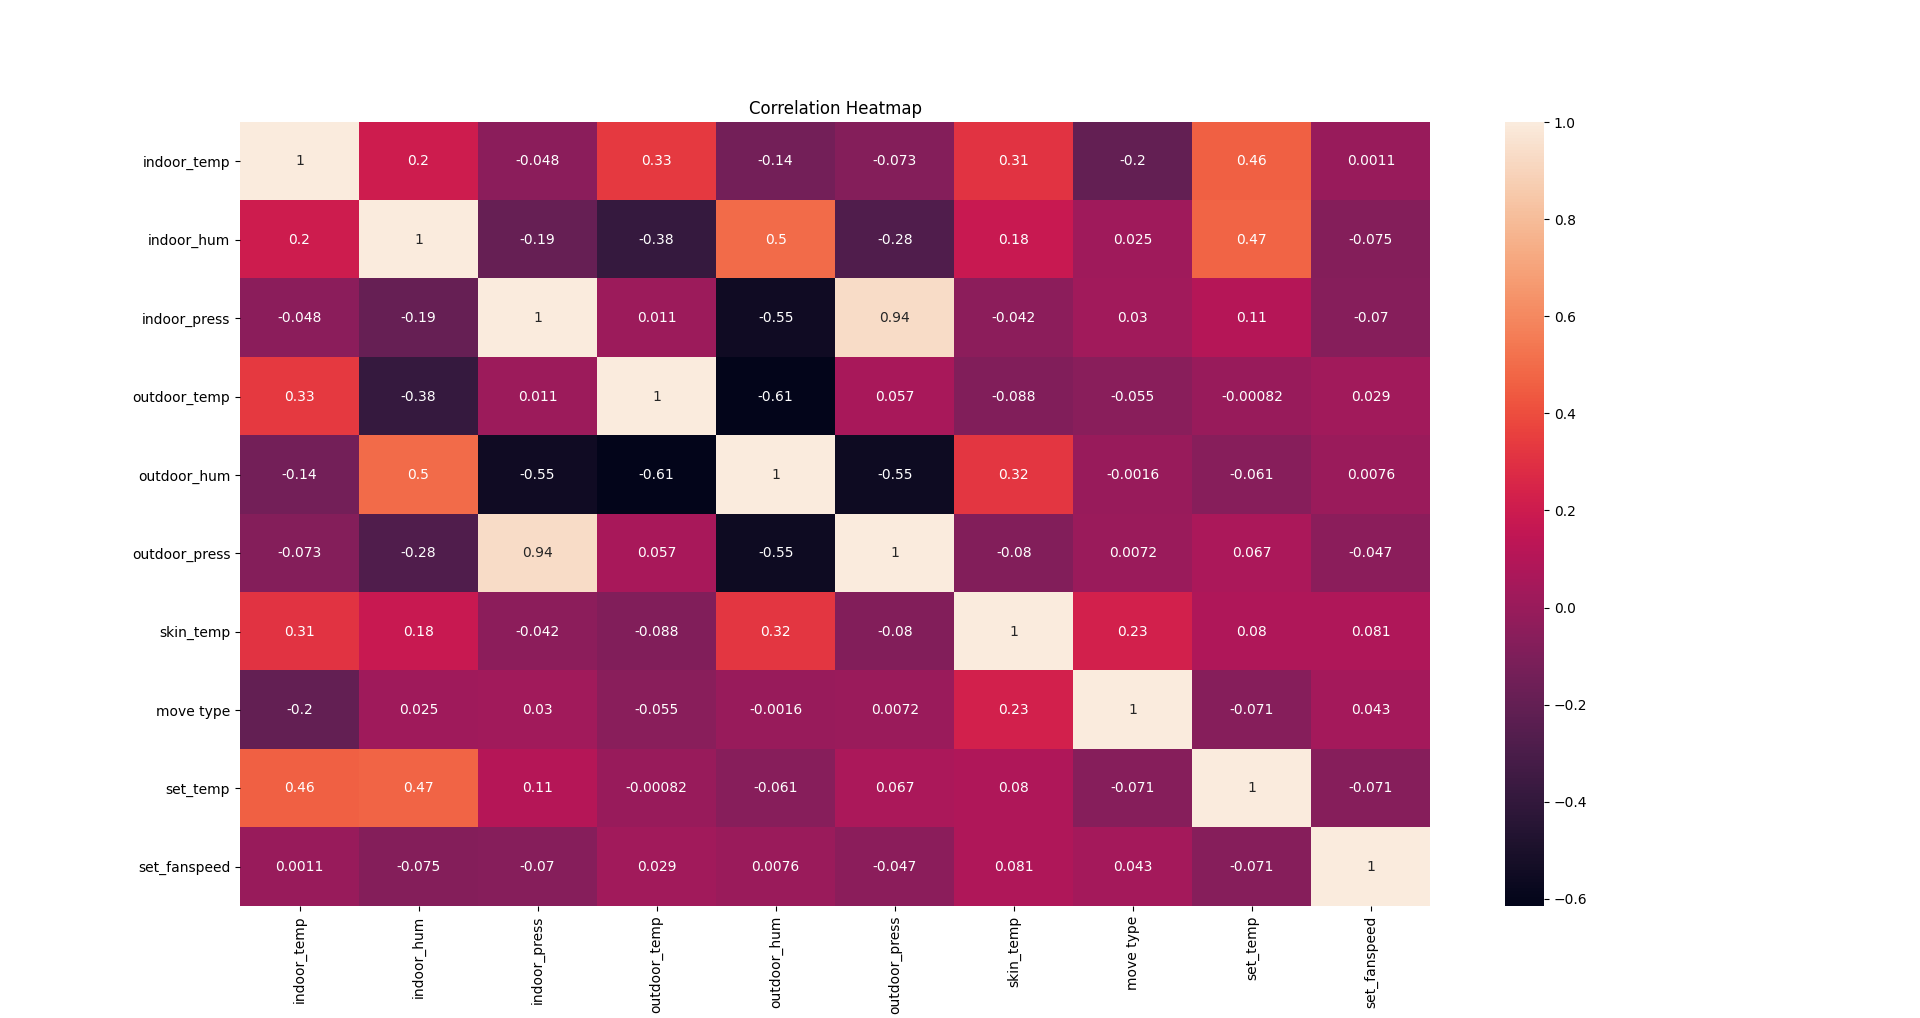 Correlation Heatmap
indoor_temp 1 0.2 -0.048 0.33 -0.14 -0.073 0.31 -0.2 0.46 0.0011
indoor_hum 0.2 1 -0.19 -0.38 0.5 -0.28 0.18 0.025 0.47 -0.075
indoor_press -0.048 -0.19 1 0.011 -0.55 0.94 -0.042 0.03 0.11 -0.07
outdoor_temp 0.33 -0.38 0.011 1 -0.61 0.057 -0.088 -0.055 -0.00082 0.029
outdoor_hum -0.14 0.5 -0.55 -0.61 1 -0.55 0.32 -0.0016 -0.061 0.0076
outdoor_press -0.073 -0.28 0.94 0.057 -0.55 1 -0.08 0.0072 0.067 -0.047
skin_temp 0.31 0.18 -0.042 -0.088 0.32 -0.08 1 0.23 0.08 0.081
move type -0.2 0.025 0.03 -0.055 -0.0016 0.0072 0.23 1 -0.071 0.043
set_temp 0.46 0.47 0.11 -0.00082 -0.061 0.067 0.08 -0.071 1 -0.071
set_fanspeed 0.0011 -0.075 -0.07 0.029 0.0076 -0.047 0.081 0.043 -0.071 1
indoor_temp
indoor_hum
indoor_press
outdoor_temp
outdoor_hum
outdoor_press
skin_temp
move type
set_temp
set_fanspeed
1.0
0.8
0.6
0.4
0.2
0.0
−0.2
−0.4
−0.6